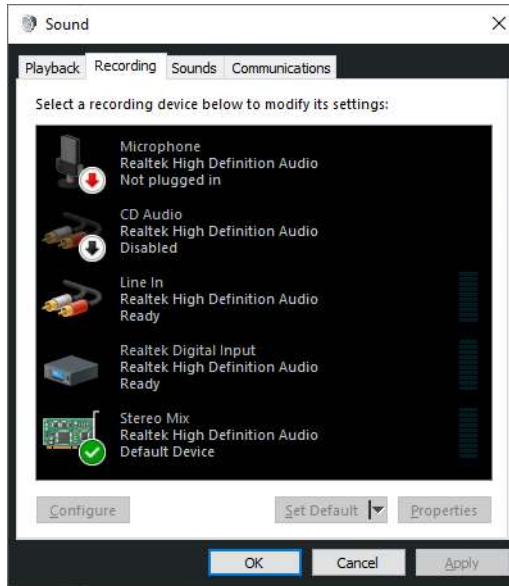 Sound
Playback Recording Sounds Communications
Select a recording device below to modify its settings:
Microphone
Realtek High Definition Audio
Not plugged in
CD Audio
Realtek High Definition Audio
Disabled
Line In
Realtek High Definition Audio
Ready
Realtek Digital Input
Realtek High Definition Audio
Ready
Stereo Mix
Realtek High Definition Audio
Default Device
Configure Set Default Properties
OK Cancel Apply